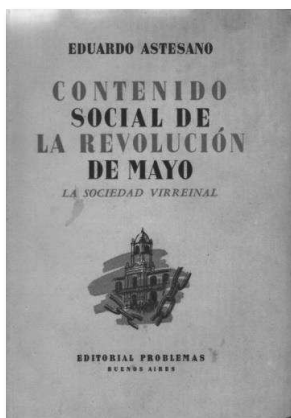 EDUARDO ASTESANO
CONTENIDO
SOCIAL DE
LA REVOLUCIÓN
DE MAYO
LA SOCIEDAD VIRREINAL
EDITORIAL PROBLEMAS
BUENOS AIRES